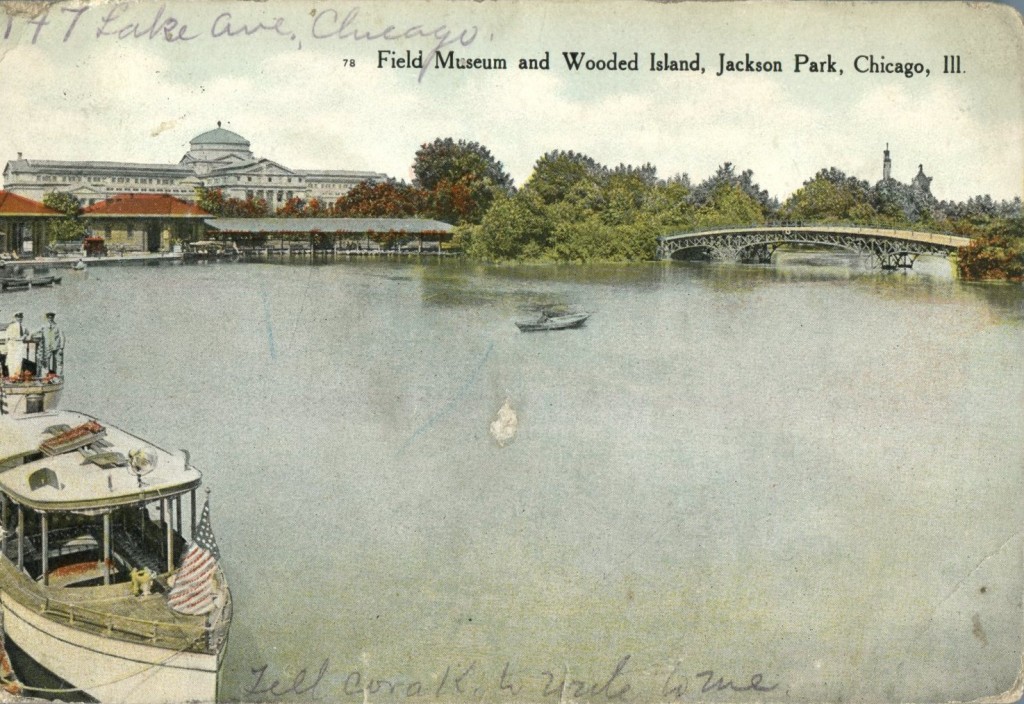 147 Lake Ave, Chicago.
78 Field Museum and Wooded Island, Jackson Park, Chicago, Ill.
Tell cora K. to write to me.